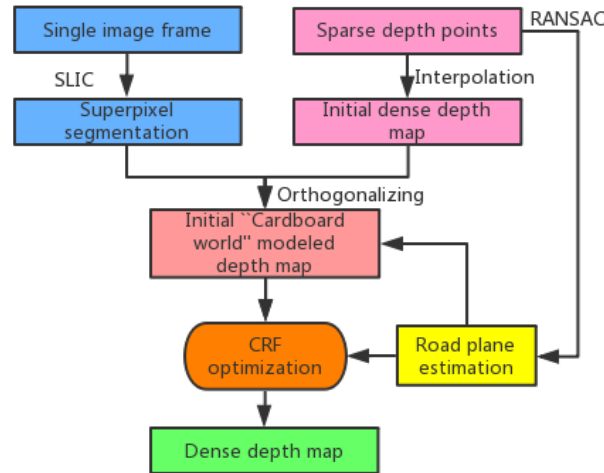 Single image frame
Sparse depth points
RANSAC
SLIC
Interpolation
Superpixel
segmentation
Initial dense depth
map
Orthogonalizing
Initial ``Cardboard
world" modeled
depth map
CRF
optimization
Road plane
estimation
Dense depth map